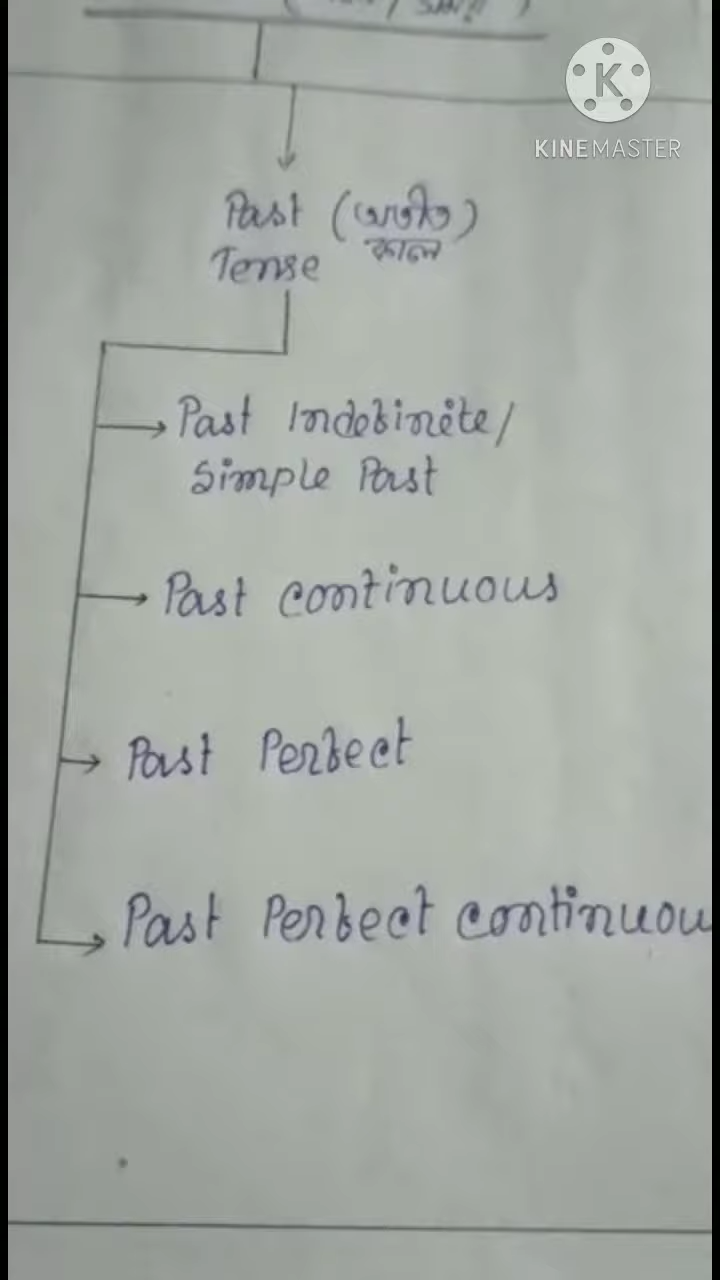 K
KINEMASTER
Past (অতীত
কাল)
Tense
Past Indefinite/
Simple Past
Past continuous
Past Perfect
Past Perfect continuou